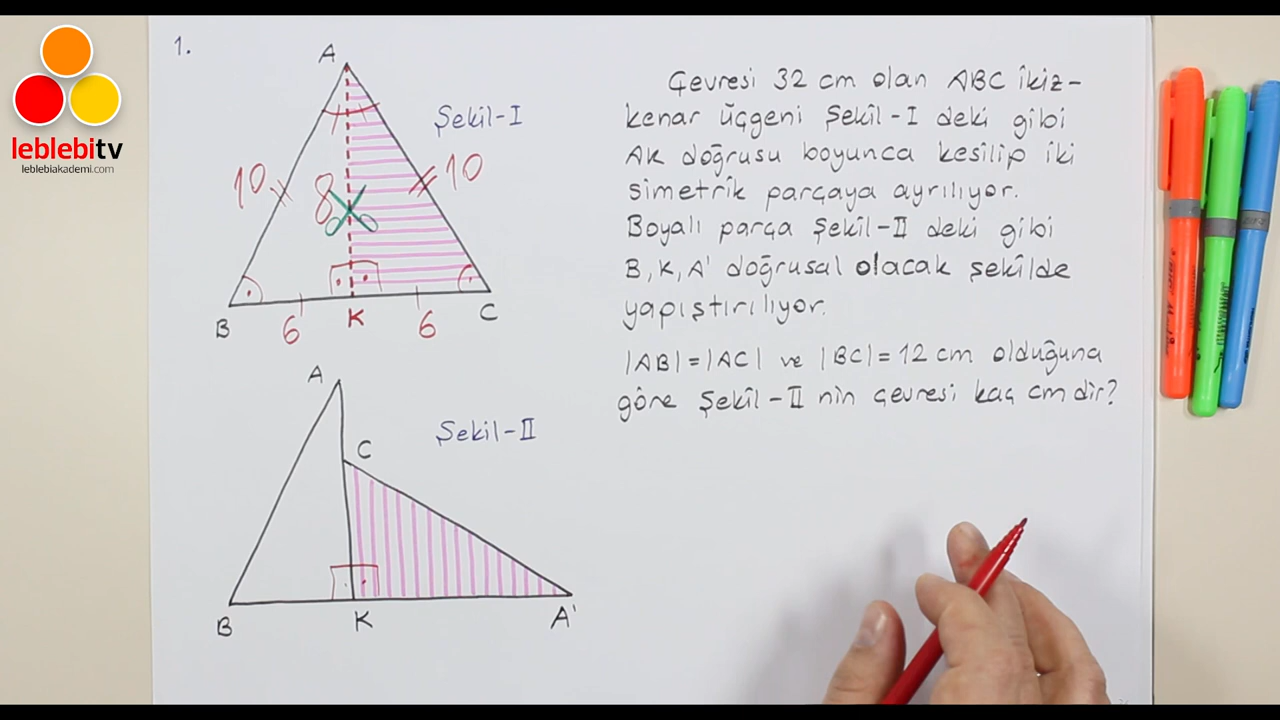 leblebitv
leblebiakademi.com
1.
A
Şekil-I
10
8
10
B
6
K
6
C
A
Şekil-II
C
B
K
A'
Çevresi 32 cm olan ABC ikiz-
kenar üçgeni Şekil-I deki gibi
AK doğrusu boyunca kesilip iki
simetrik parçaya ayrılıyor.
Boyalı parça Şekil-II deki gibi
B, K, A' doğrusal olacak şekilde
yapıştırılıyor.
|AB|=|AC| ve |BC|=12 cm olduğuna
göre Şekil-II nin çevresi kaç cm dir?